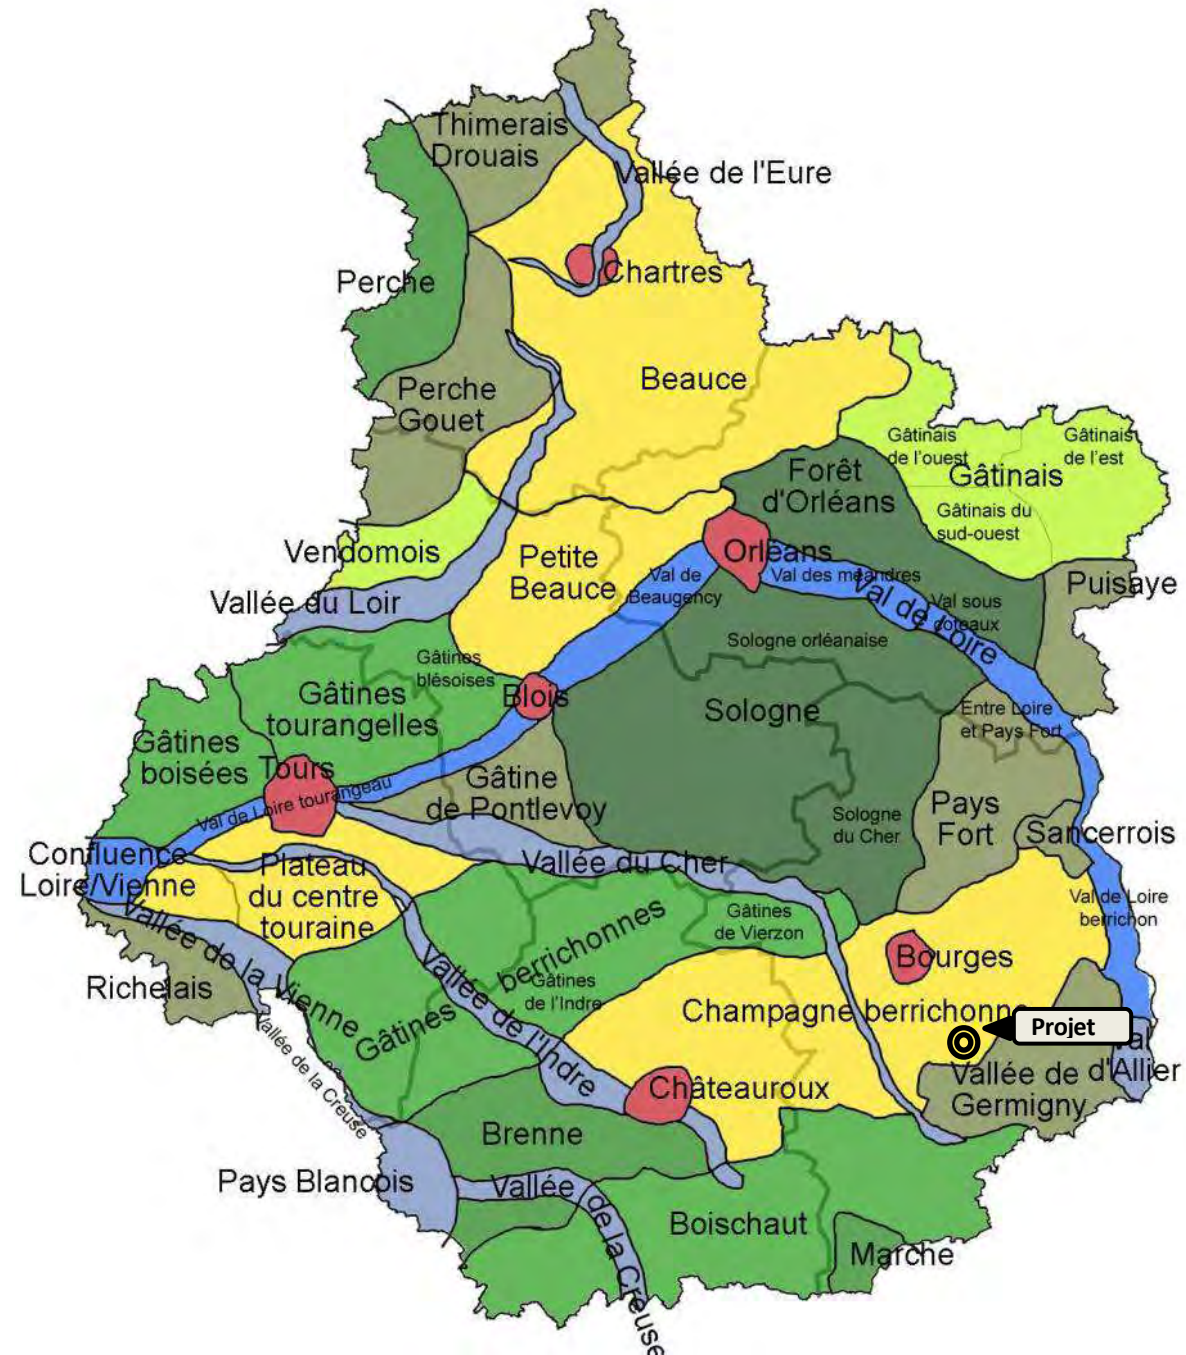 Thimerais
Drouais
Vallée de l'Eure
Chartres
Perche
Beauce
Perche
Gouet
Gâtinais
de l'ouest
Gâtinais
de l'est
Gâtinais
Gâtinais du
sud-ouest
Forêt
d'Orléans
Vendomois
Petite
Beauce
Orléans
Val de
Beaugency
Val des méandres
Val de Loire
Val sous
coteaux
Puisaye
Vallée du Loir
Sologne orléanaise
Gâtines
blésoises
Blois
Gâtines
tourangelles
Sologne
Entre Loire
et Pays Fort
Gâtines
boisées
Tours
Val de Loire tourangeau
Gâtine
de Pontlevoy
Sologne
du Cher
Pays
Fort
Sancerrois
Confluence
Loire/Vienne
Plateau
du centre
touraine
Vallée du Cher
Gâtines
de Vierzon
Val de Loire
berrichon
Vallée de la Vienne
Richelais
Gâtines berrichonnes
Gâtines
de l'Indre
Vallée de l'Indre
Bourges
Champagne berrichonne
Projet
Vallée de la Creuse
Châteauroux
Vallée de
Germigny
Val
d'Allier
Brenne
Pays Blancois
Vallée de la Creuse
Boischaut
Marche